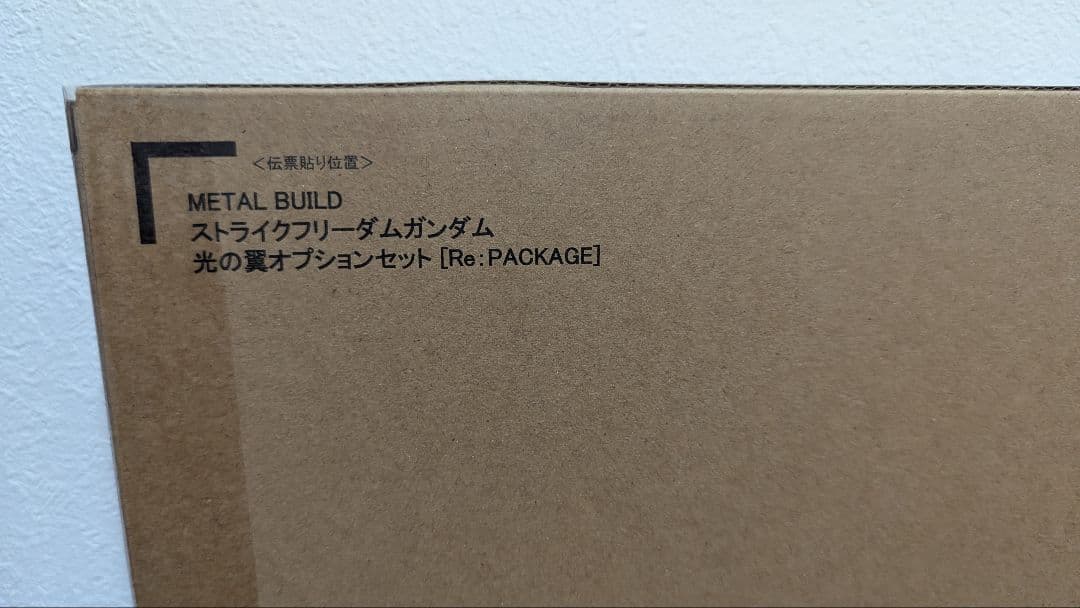 <伝票貼り位置>
METAL BUILD
ストライクフリーダムガンダム
光の翼オプションセット [Re:PACKAGE]